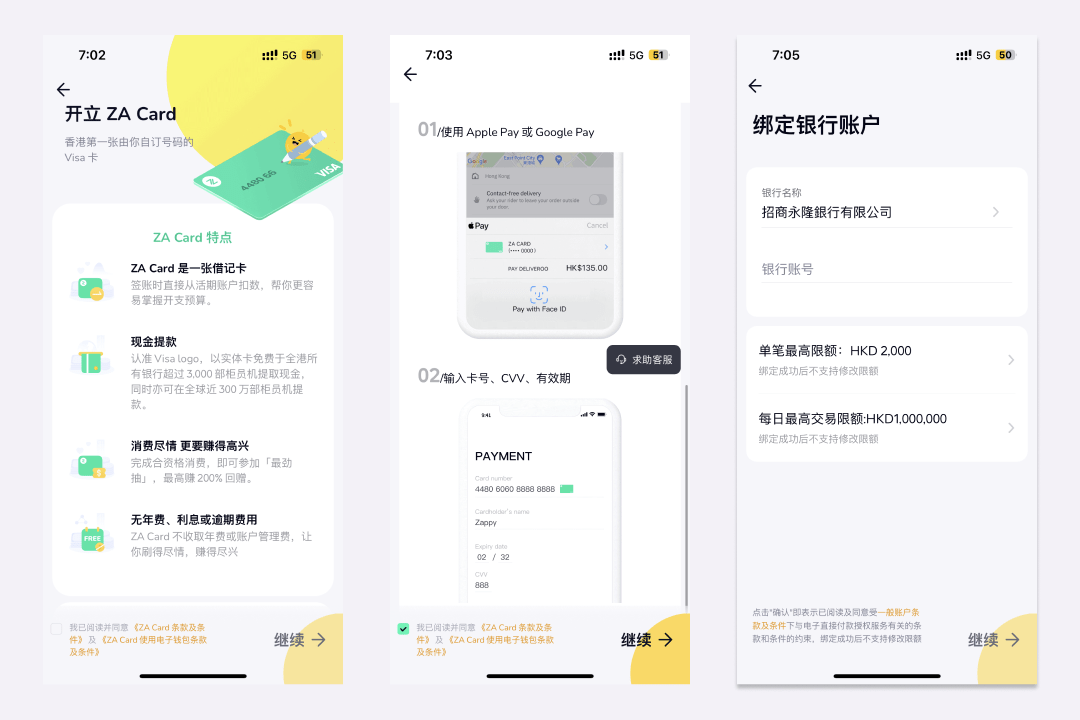 7:02
5G 51
开立 ZA Card
香港第一张由你自订号码的
Visa 卡
4480 66
VISA
ZA Card 特点
ZA Card 是一张借记卡
签账时直接从活期账户扣数，帮你更容
易掌握开支预算。
现金提款
认准 Visa logo，以实体卡免费于全港所
有银行超过 3,000 部柜员机提取现金，
同时亦可在全球近 300 万部柜员机提
款。
消费尽情 更要赚得高兴
完成合资格消费，即可参加「最劲
抽」，最高赚 200% 回赠。
FREE
无年费、利息或逾期费用
ZA Card 不收取年费或账户管理费，让
你刷得尽情，赚得尽兴
我已阅读并同意《ZA Card 条款及条
件》及《ZA Card 使用电子钱包条款
及条件》
继续
7:03
5G 51
01/使用 Apple Pay 或 Google Pay
Google
East Point City
Hong Kong
Contact-free delivery
Ask your rider to leave your order outside
your door.
Pay
Cancel
ZA CARD
(•••• 0000)
PAY DELIVEROO HK$135.00
Pay with Face ID
求助客服
02/输入卡号、CVV、有效期
9:41
PAYMENT
Card number
4480 6060 8888 8888
Cardholder's name
Zappy
Expiry date
02 / 32
CVV
888
我已阅读并同意《ZA Card 条款及条
件》及《ZA Card 使用电子钱包条款
及条件》
继续
7:05
5G 50
绑定银行账户
银行名称
招商永隆銀行有限公司
银行账号
单笔最高限额：HKD 2,000
绑定成功后不支持修改限额
每日最高交易限额:HKD1,000,000
绑定成功后不支持修改限额
点击"确认"即表示已阅读及同意受一般账户条
款及条件下与电子直接付款授权服务有关的条
款和条件的约束，绑定成功后不支持修改限额
继续